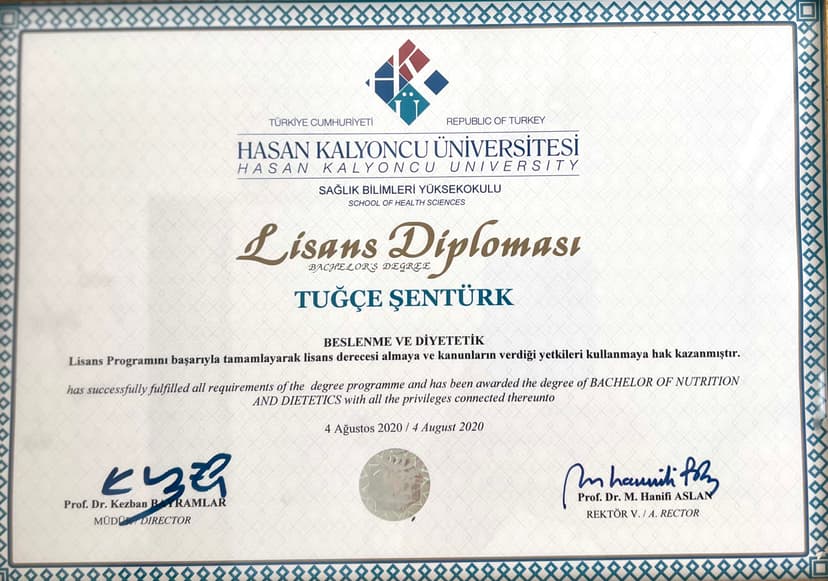 TÜRKİYE CUMHURİYETİ REPUBLIC OF TURKEY
HASAN KALYONCU ÜNİVERSİTESİ
HASAN KALYONCU UNIVERSITY
SAĞLIK BİLİMLERİ YÜKSEKOKULU
SCHOOL OF HEALTH SCIENCES
Lisans Diploması
BACHELOR'S DEGREE
TUĞÇE ŞENTÜRK
BESLENME VE DİYETETİK
Lisans Programını başarıyla tamamlayarak lisans derecesi almaya ve kanunların verdiği yetkileri kullanmaya hak kazanmıştır.
has successfully fulfilled all requirements of the degree programme and has been awarded the degree of BACHELOR OF NUTRITION
AND DIETETICS with all the privileges connected thereunto
4 Ağustos 2020 / 4 August 2020
Prof. Dr. Kezban BAYRAMLAR Prof. Dr. M. Hanifi ASLAN
MÜDÜR / DIRECTOR REKTÖR V. / A. RECTOR